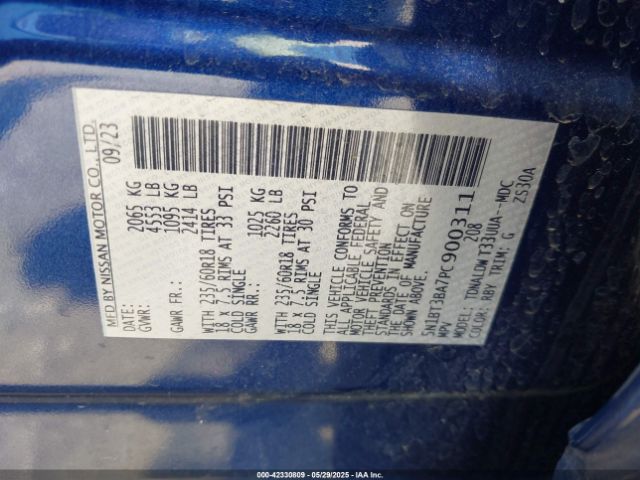 MFD BY NISSAN MOTOR CO., LTD.
DATE: 09/23
GVWR: 2065 KG
4553 LB
GAWR FR.: 1095 KG
2414 LB
WITH 235/60R18 TIRES
18 X 7.5 RIMS AT 33 PSI
COLD SINGLE
GAWR RR.: 1025 KG
2260 LB
WITH 235/60R18 TIRES
18 X 7.5 RIMS AT 30 PSI
COLD SINGLE
THIS VEHICLE CONFORMS TO
ALL APPLICABLE FEDERAL
MOTOR VEHICLE SAFETY AND
THEFT PREVENTION
STANDARDS IN EFFECT ON
THE DATE OF MANUFACTURE
SHOWN ABOVE.
5N1BT3BA7PC900311
MPV 208
TDNALDW T33UUA--MDC
COLOR: RBY TRIM: G ZS30A
000-42330809 - 05/29/2025 - IAAI.COM